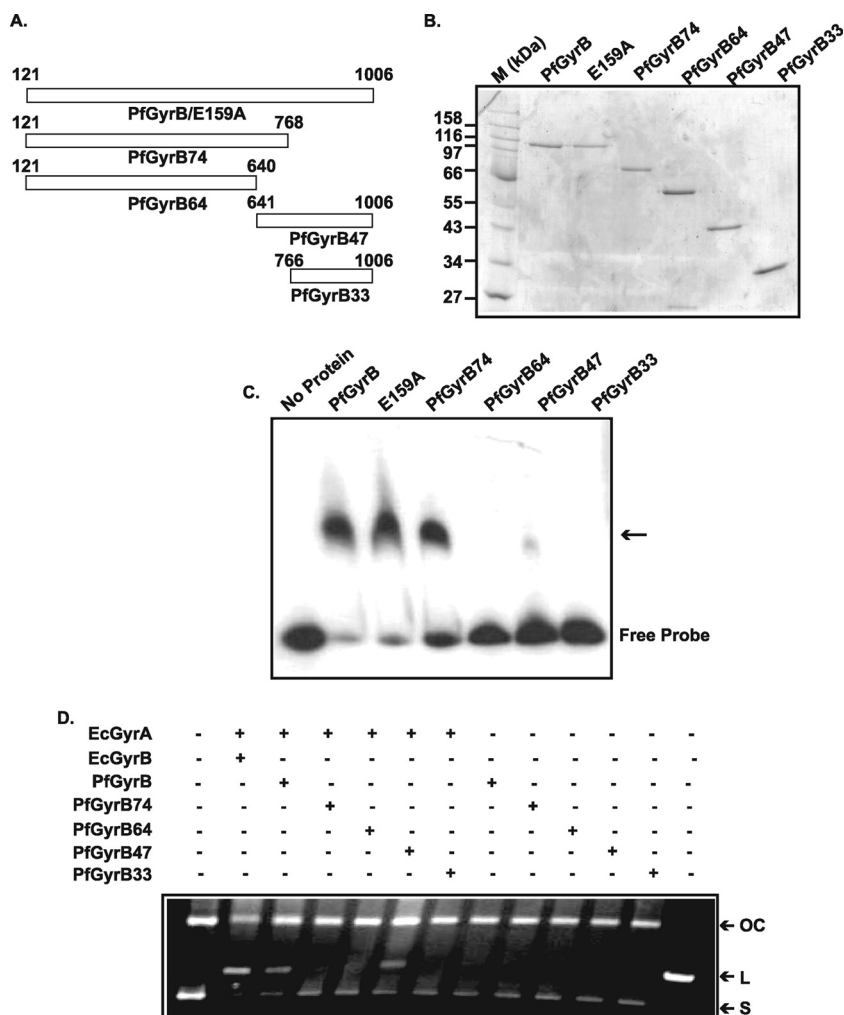 A.
121 1006
PfGyrB/E159A
121 768
PfGyrB74
121 640
PfGyrB64
641 1006
PfGyrB47
766 1006
PfGyrB33
B.
M (kDa) PfGyrB E159A PfGyrB74 PfGyrB64 PfGyrB47 PfGyrB33
158
116
97
66
55
43
34
27
C.
No Protein PfGyrB E159A PfGyrB74 PfGyrB64 PfGyrB47 PfGyrB33
←
Free Probe
D.
EcGyrA - + + + + + + - - - - - -
EcGyrB - + - - - - - - - - - - -
PfGyrB - - + - - - - + - - - - -
PfGyrB74 - - - + - - - - + - - - -
PfGyrB64 - - - - + - - - - + - - -
PfGyrB47 - - - - - + - - - - + - -
PfGyrB33 - - - - - - + - - - - + -
← OC
← L
← S